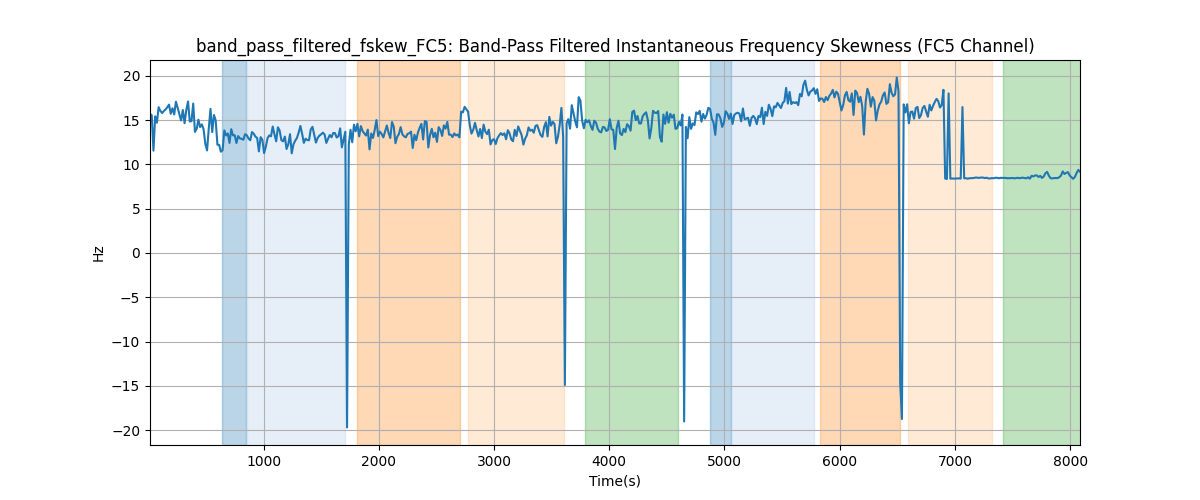 band_pass_filtered_fskew_FC5: Band-Pass Filtered Instantaneous Frequency Skewness (FC5 Channel)
20
15
10
5
0
−5
−10
−15
−20
Hz
1000 2000 3000 4000 5000 6000 7000 8000
Time(s)